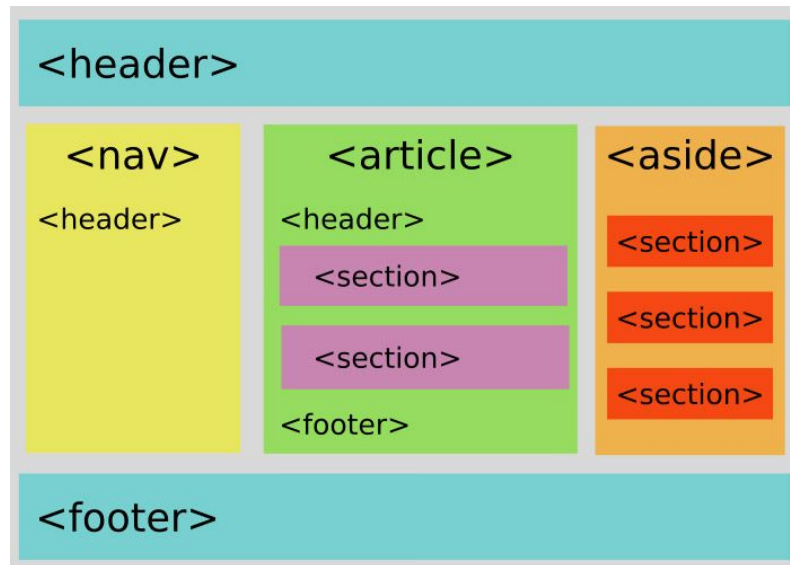 <header>
<nav>
<header>
<article>
<header>
<section>
<section>
<footer>
<aside>
<section>
<section>
<section>
<footer>